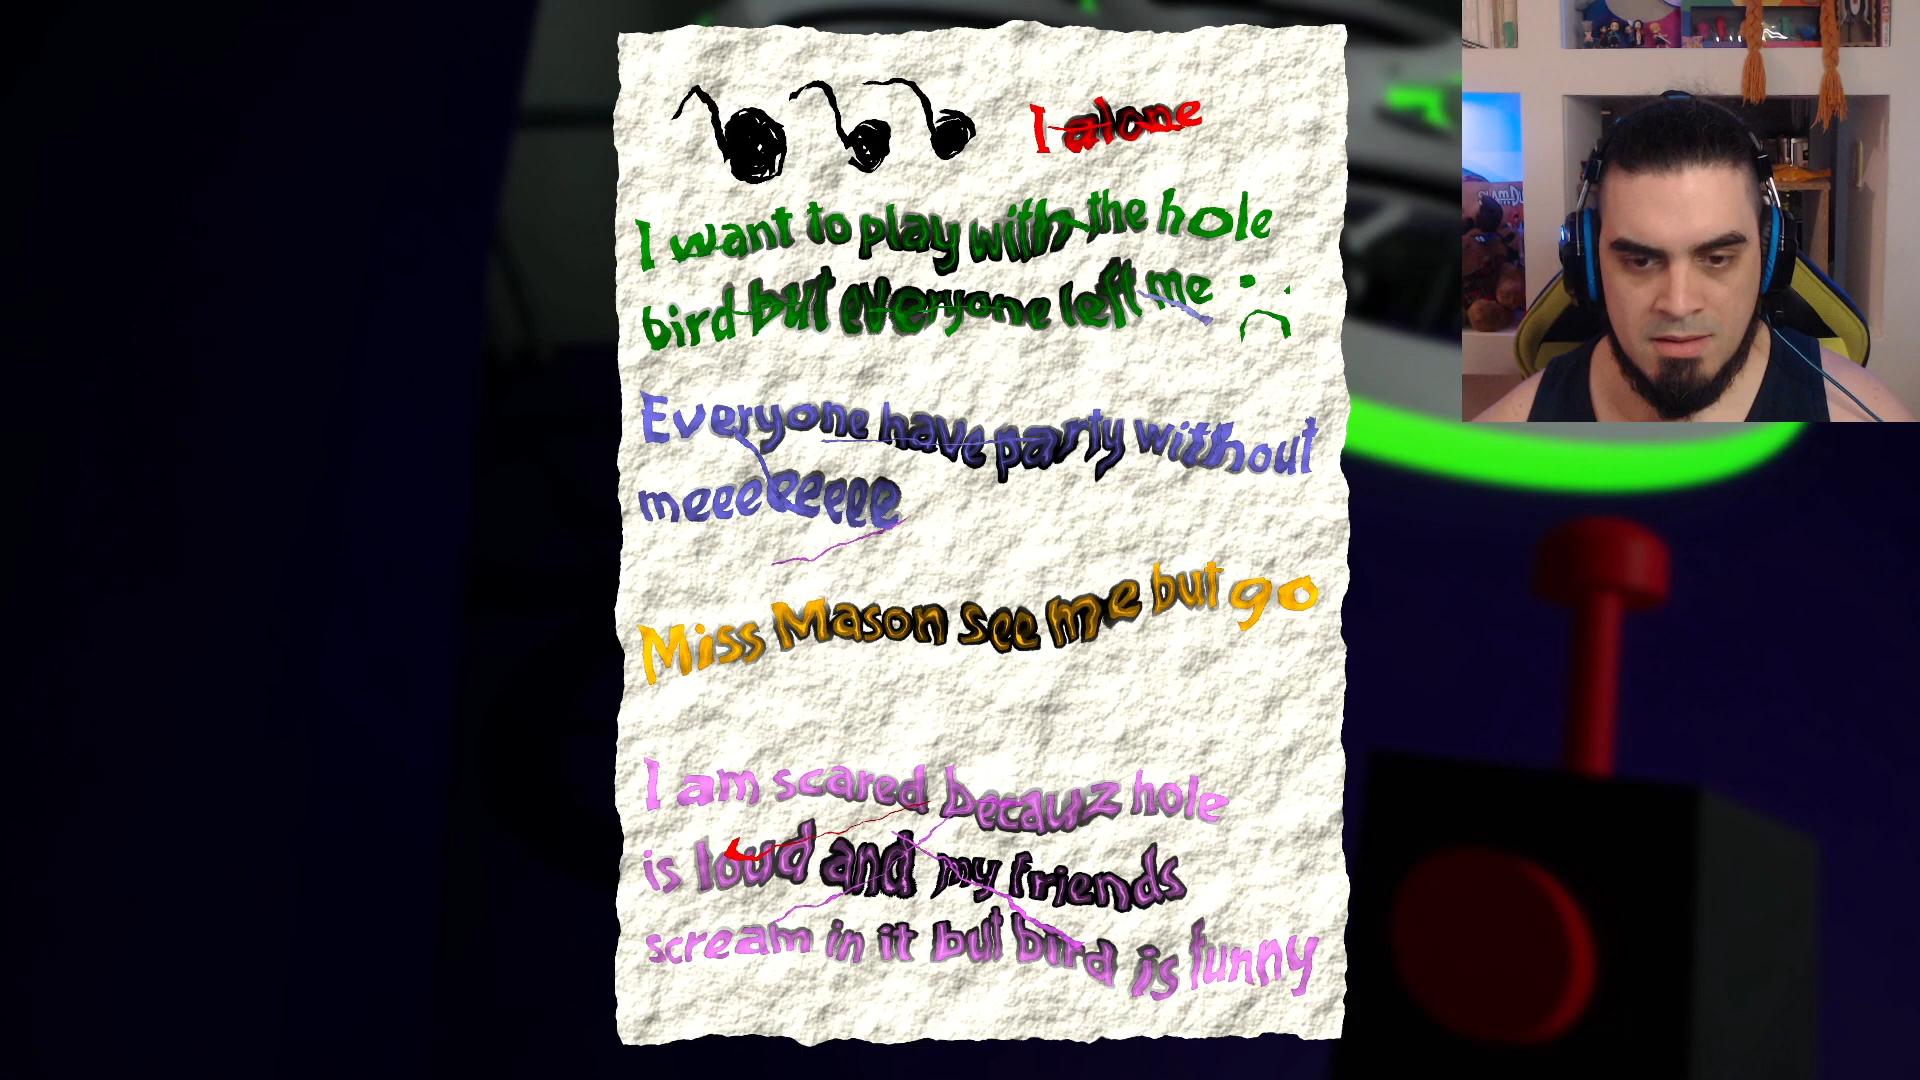 I alone
I want to play with the hole
bird but everyone left me :(
Everyone have party without
meeeeeeee
Miss Mason see me but go
I am scared becauz hole
is loud and my friends
scream in it but bird is funny